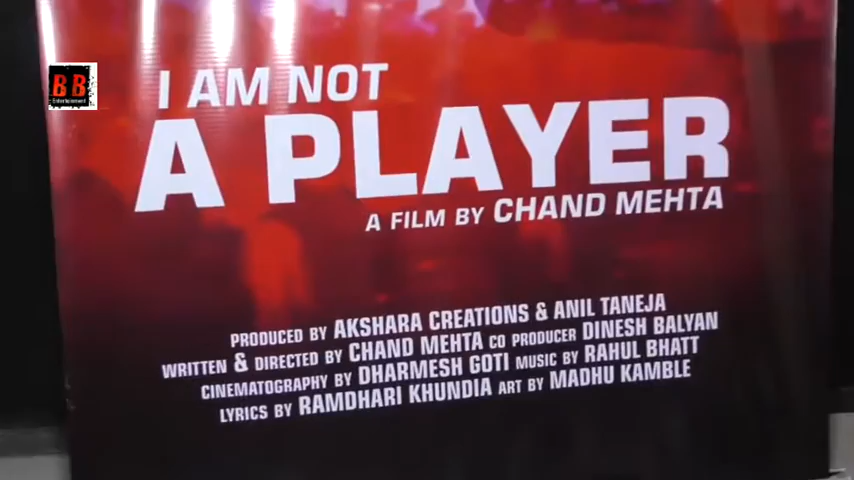 BB
Entertainment
I AM NOT
A PLAYER
A FILM BY CHAND MEHTA
PRODUCED BY AKSHARA CREATIONS & ANIL TANEJA
WRITTEN & DIRECTED BY CHAND MEHTA CO PRODUCER DINESH BALYAN
CINEMATOGRAPHY BY DHARMESH GOTI MUSIC BY RAHUL BHATT
LYRICS BY RAMDHARI KHUNDIA ART BY MADHU KAMBLE